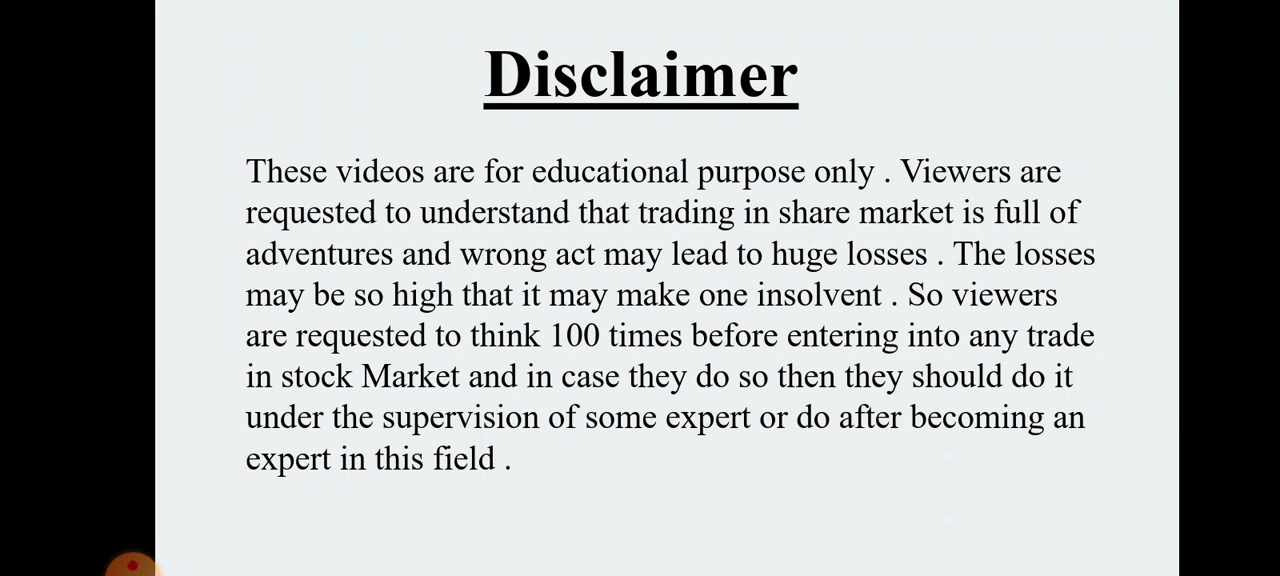 Disclaimer
These videos are for educational purpose only . Viewers are
requested to understand that trading in share market is full of
adventures and wrong act may lead to huge losses . The losses
may be so high that it may make one insolvent . So viewers
are requested to think 100 times before entering into any trade
in stock Market and in case they do so then they should do it
under the supervision of some expert or do after becoming an
expert in this field .